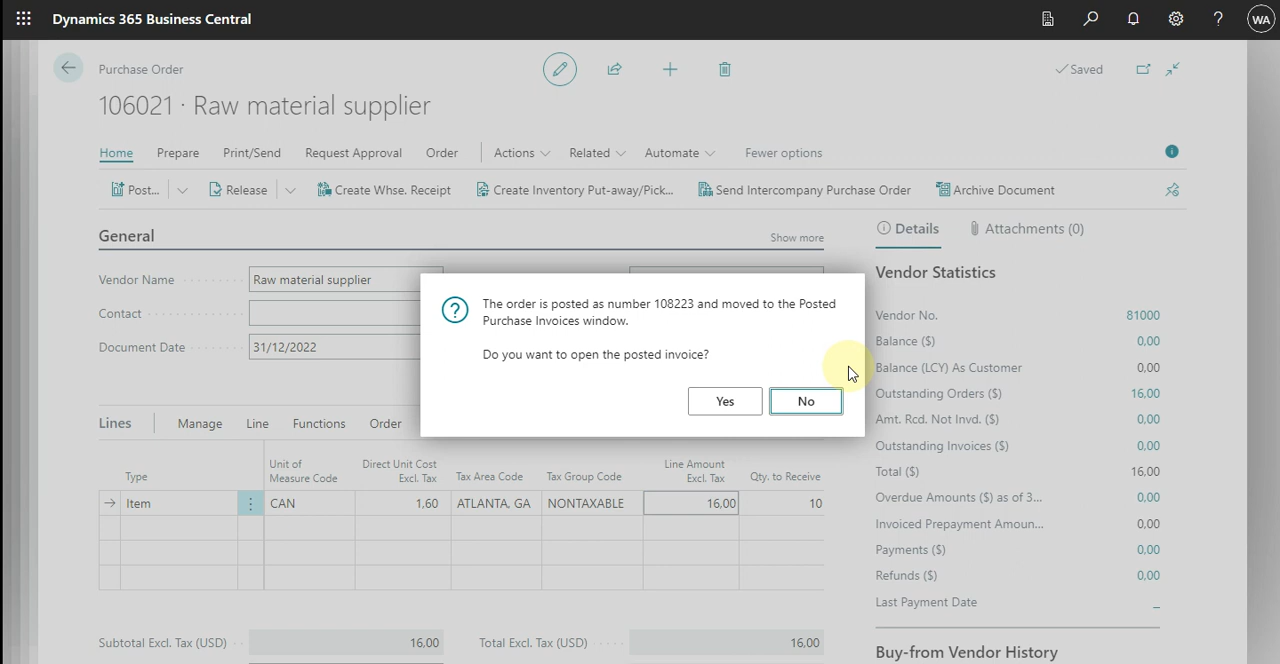 Dynamics 365 Business Central
?
WA
Purchase Order
Saved
106021 · Raw material supplier
Home Prepare Print/Send Request Approval Order Actions Related Automate Fewer options
Post... Release Create Whse. Receipt Create Inventory Put-away/Pick... Send Intercompany Purchase Order Archive Document
General Show more
Vendor Name Raw material supplier
Contact
Document Date 31/12/2022
The order is posted as number 108223 and moved to the Posted
Purchase Invoices window.
Do you want to open the posted invoice?
Yes No
Lines Manage Line Functions Order
Type Unit of Measure Code Direct Unit Cost Excl. Tax Tax Area Code Tax Group Code Line Amount Excl. Tax Qty. to Receive
Item CAN 1,60 ATLANTA, GA NONTAXABLE 16,00 10
Subtotal Excl. Tax (USD) 16,00 Total Excl. Tax (USD) 16,00
Details Attachments (0)
Vendor Statistics
Vendor No. 81000
Balance ($) 0,00
Balance (LCY) As Customer 0,00
Outstanding Orders ($) 16,00
Amt. Rcd. Not Invd. ($) 0,00
Outstanding Invoices ($) 0,00
Total ($) 16,00
Overdue Amounts ($) as of 3... 0,00
Invoiced Prepayment Amoun... 0,00
Payments ($) 0,00
Refunds ($) 0,00
Last Payment Date _
Buy-from Vendor History